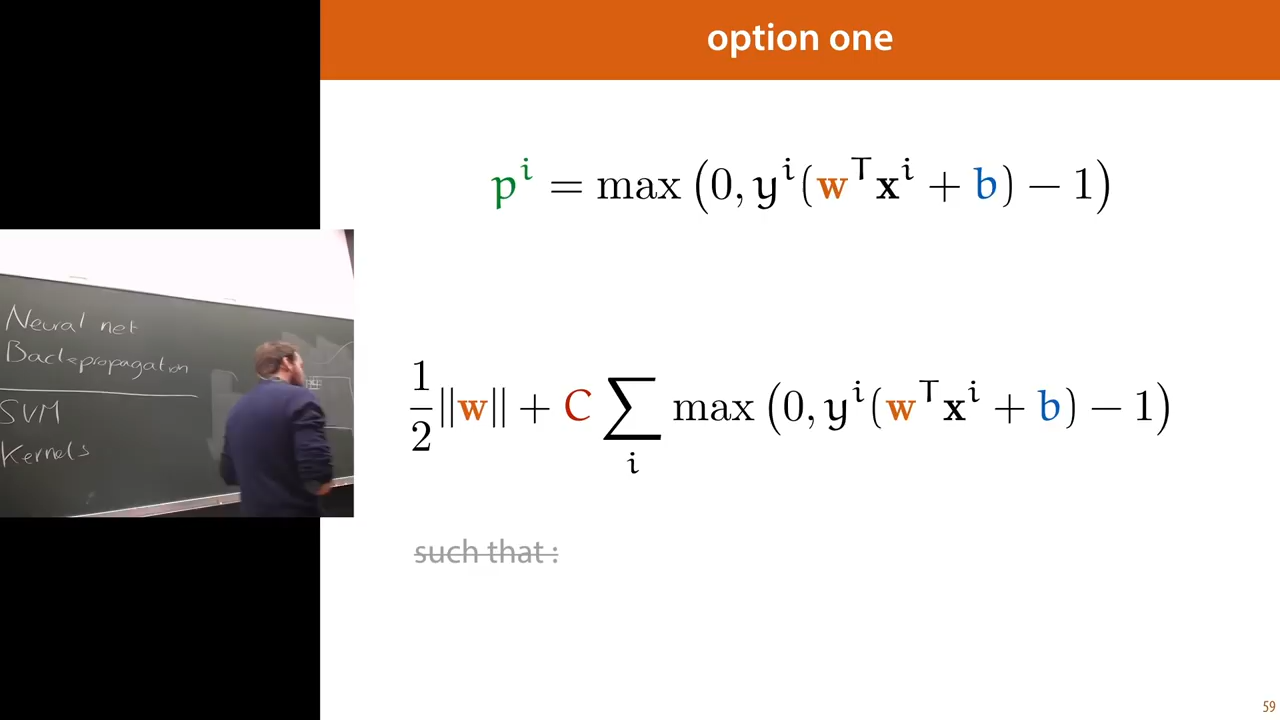 option one
pⁱ = max (0, yⁱ(wᵀxⁱ + b) − 1)
Neural net
Backpropagation
SVM
Kernels
1/2 ||w|| + C ∑ᵢ max (0, yⁱ(wᵀxⁱ + b) − 1)
such that :
59